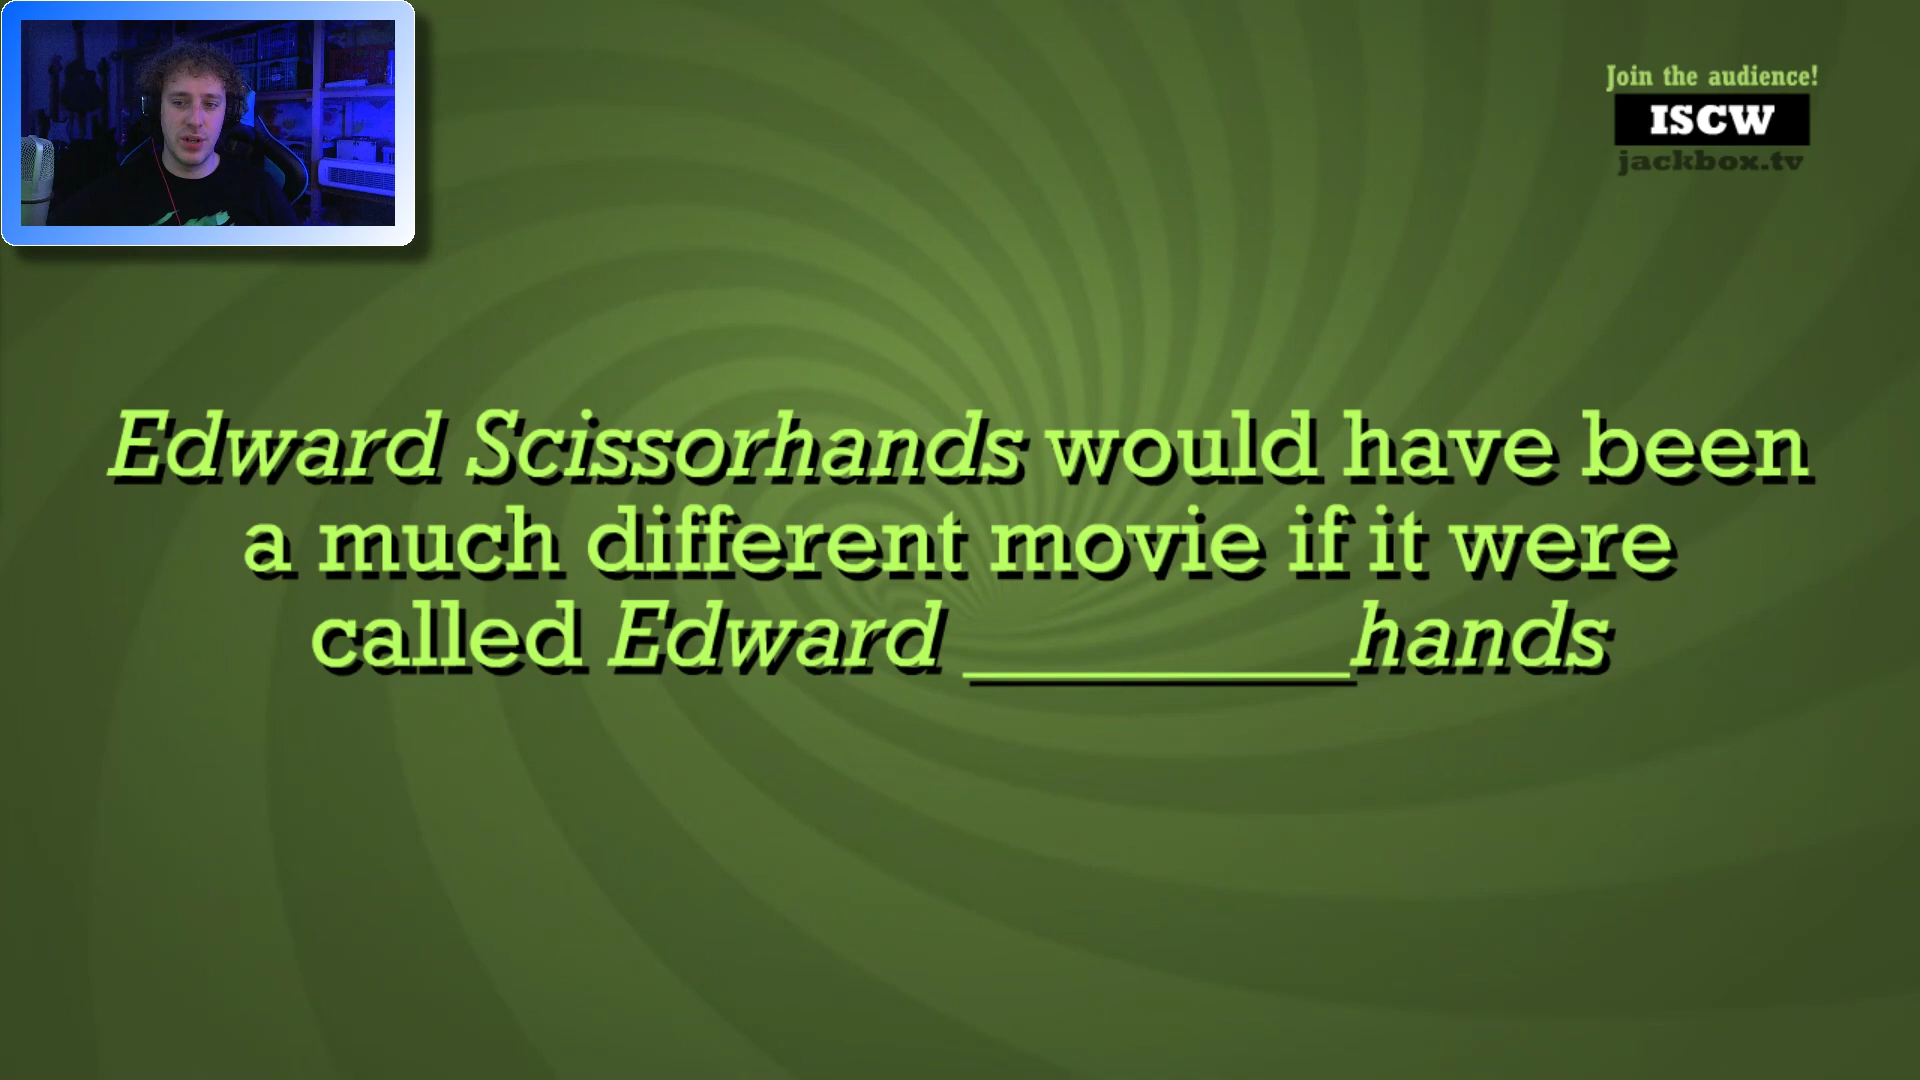 Join the audience!
ISCW
jackbox.tv
Edward Scissorhands would have been
a much different movie if it were
called Edward __________hands